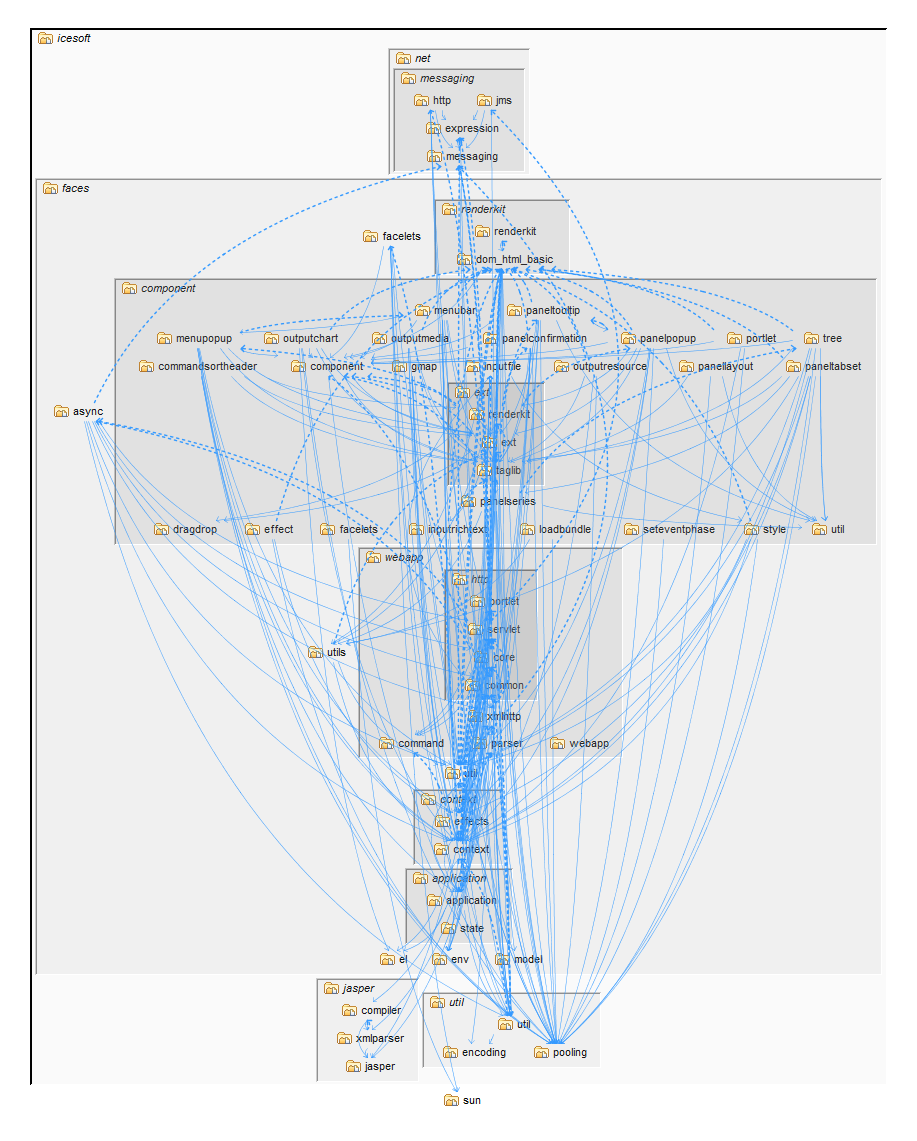 icesoft
net
messaging
http jms
expression
messaging
faces
renderkit
renderkit
facelets
dom_html_basic
component
menubar paneltooltip
menupopup outputchart outputmedia panelconfirmation panelpopup portlet tree
commandsortheader component gmap inputfile outputresource panellayout paneltabset
ext
renderkit
async
ext
taglib
panelseries
dragdrop effect facelets inputrichtext loadbundle seteventphase style util
webapp
http
portlet
servlet
utils
core
common
xmlhttp
command parser webapp
util
context
effects
context
application
application
state
el env model
jasper
util
compiler
util
xmlparser
encoding pooling
jasper
sun